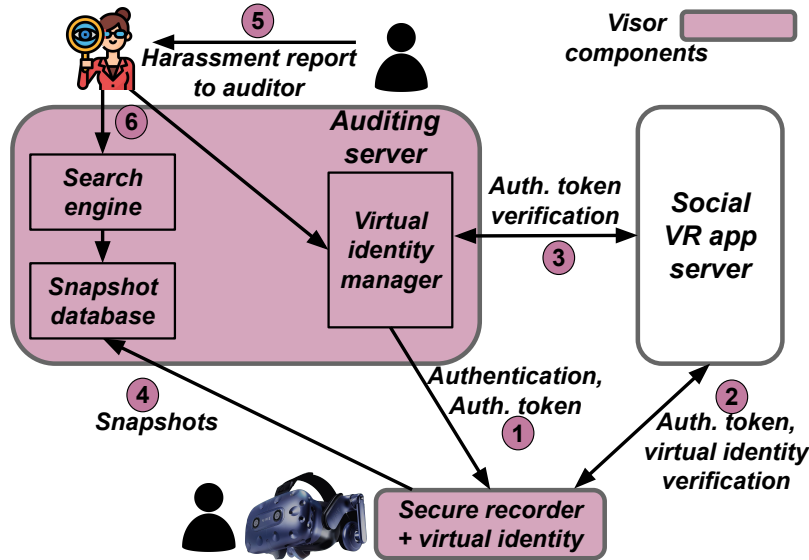 5
Harassment report
to auditor
Visor
components
6
Auditing
server
Search
engine
Snapshot
database
Virtual
identity
manager
Auth. token
verification
3
Social
VR app
server
4
Snapshots
Authentication,
Auth. token
1
2
Auth. token,
virtual identity
verification
Secure recorder
+ virtual identity